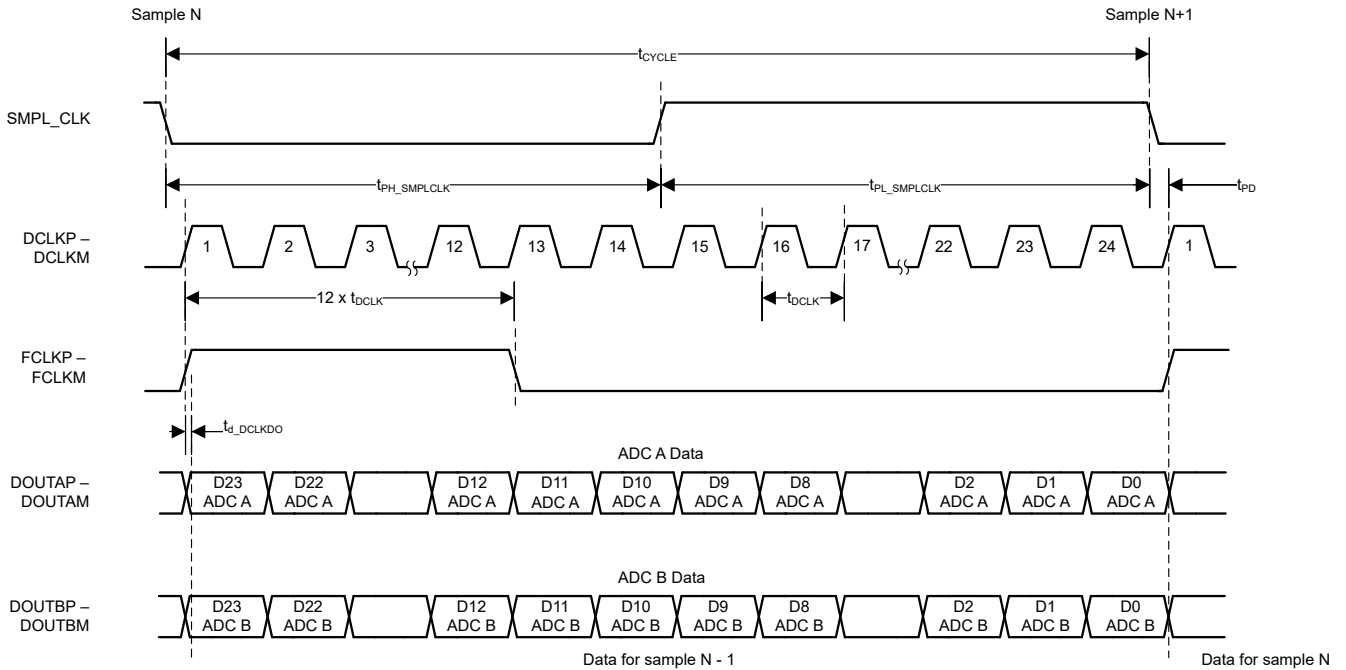 Sample N
Sample N+1
tCYCLE
SMPL_CLK
tPH_SMPLCLK
tPL_SMPLCLK
tPD
DCLKP –
DCLKM
1 2 3 12 13 14 15 16 17 22 23 24 1
12 x tDCLK
tDCLK
FCLKP –
FCLKM
td_DCLKDO
ADC A Data
DOUTAP –
DOUTAM
D23 D22 D12 D11 D10 D9 D8 D2 D1 D0
ADC A ADC A ADC A ADC A ADC A ADC A ADC A ADC A ADC A ADC A
ADC B Data
DOUTBP –
DOUTBM
D23 D22 D12 D11 D10 D9 D8 D2 D1 D0
ADC B ADC B ADC B ADC B ADC B ADC B ADC B ADC B ADC B ADC B
Data for sample N - 1
Data for sample N